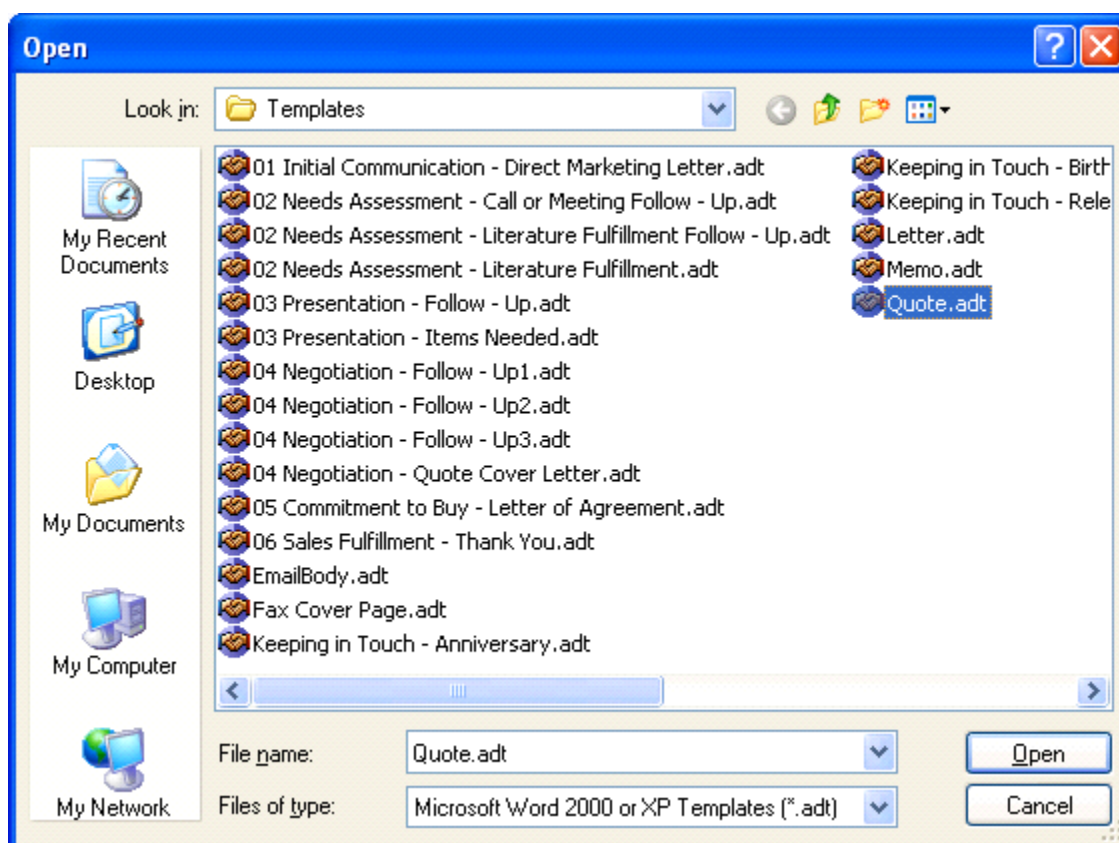 Open
Look in:
Templates
My Recent
Documents
Desktop
My Documents
My Computer
My Network
01 Initial Communication - Direct Marketing Letter.adt
02 Needs Assessment - Call or Meeting Follow - Up.adt
02 Needs Assessment - Literature Fulfillment Follow - Up.adt
02 Needs Assessment - Literature Fulfillment.adt
03 Presentation - Follow - Up.adt
03 Presentation - Items Needed.adt
04 Negotiation - Follow - Up1.adt
04 Negotiation - Follow - Up2.adt
04 Negotiation - Follow - Up3.adt
04 Negotiation - Quote Cover Letter.adt
05 Commitment to Buy - Letter of Agreement.adt
06 Sales Fulfillment - Thank You.adt
EmailBody.adt
Fax Cover Page.adt
Keeping in Touch - Anniversary.adt
Keeping in Touch - Birth
Keeping in Touch - Rele
Letter.adt
Memo.adt
Quote.adt
File name:
Quote.adt
Open
Files of type:
Microsoft Word 2000 or XP Templates (*.adt)
Cancel